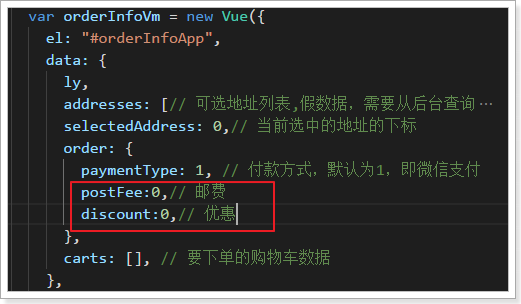 var orderInfoVm = new Vue({
el: "#orderInfoApp",
data: {
ly,
addresses: [// 可选地址列表,假数据，需要从后台查询…
selectedAddress: 0,// 当前选中的地址的下标
order: {
paymentType: 1, // 付款方式，默认为1，即微信支付
postFee:0,// 邮费
discount:0,// 优惠
},
carts: [], // 要下单的购物车数据
},